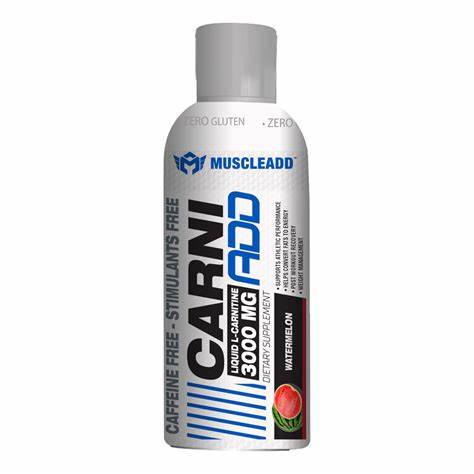 ZERO GLUTEN
• ZERO
MUSCLEADD
CAFFEINE FREE - STIMULANTS FREE
CARNI
ADD
LIQUID L-CARNITINE
3000 MG
DIETARY SUPPLEMENT
• SUPPORTS ATHLETIC PERFORMANCE
• HELPS CONVERT FATS TO ENERGY
• POST WORKOUT RECOVERY
• WEIGHT MANAGEMENT
WATERMELON